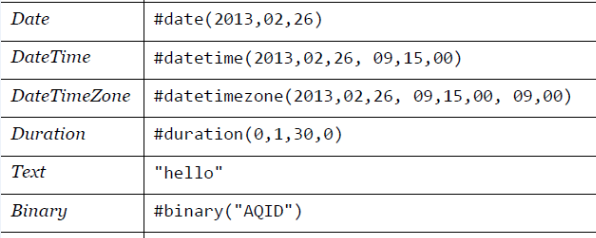 Date #date(2013,02,26)
DateTime #datetime(2013,02,26, 09,15,00)
DateTimeZone #datetimezone(2013,02,26, 09,15,00, 09,00)
Duration #duration(0,1,30,0)
Text "hello"
Binary #binary("AQID")